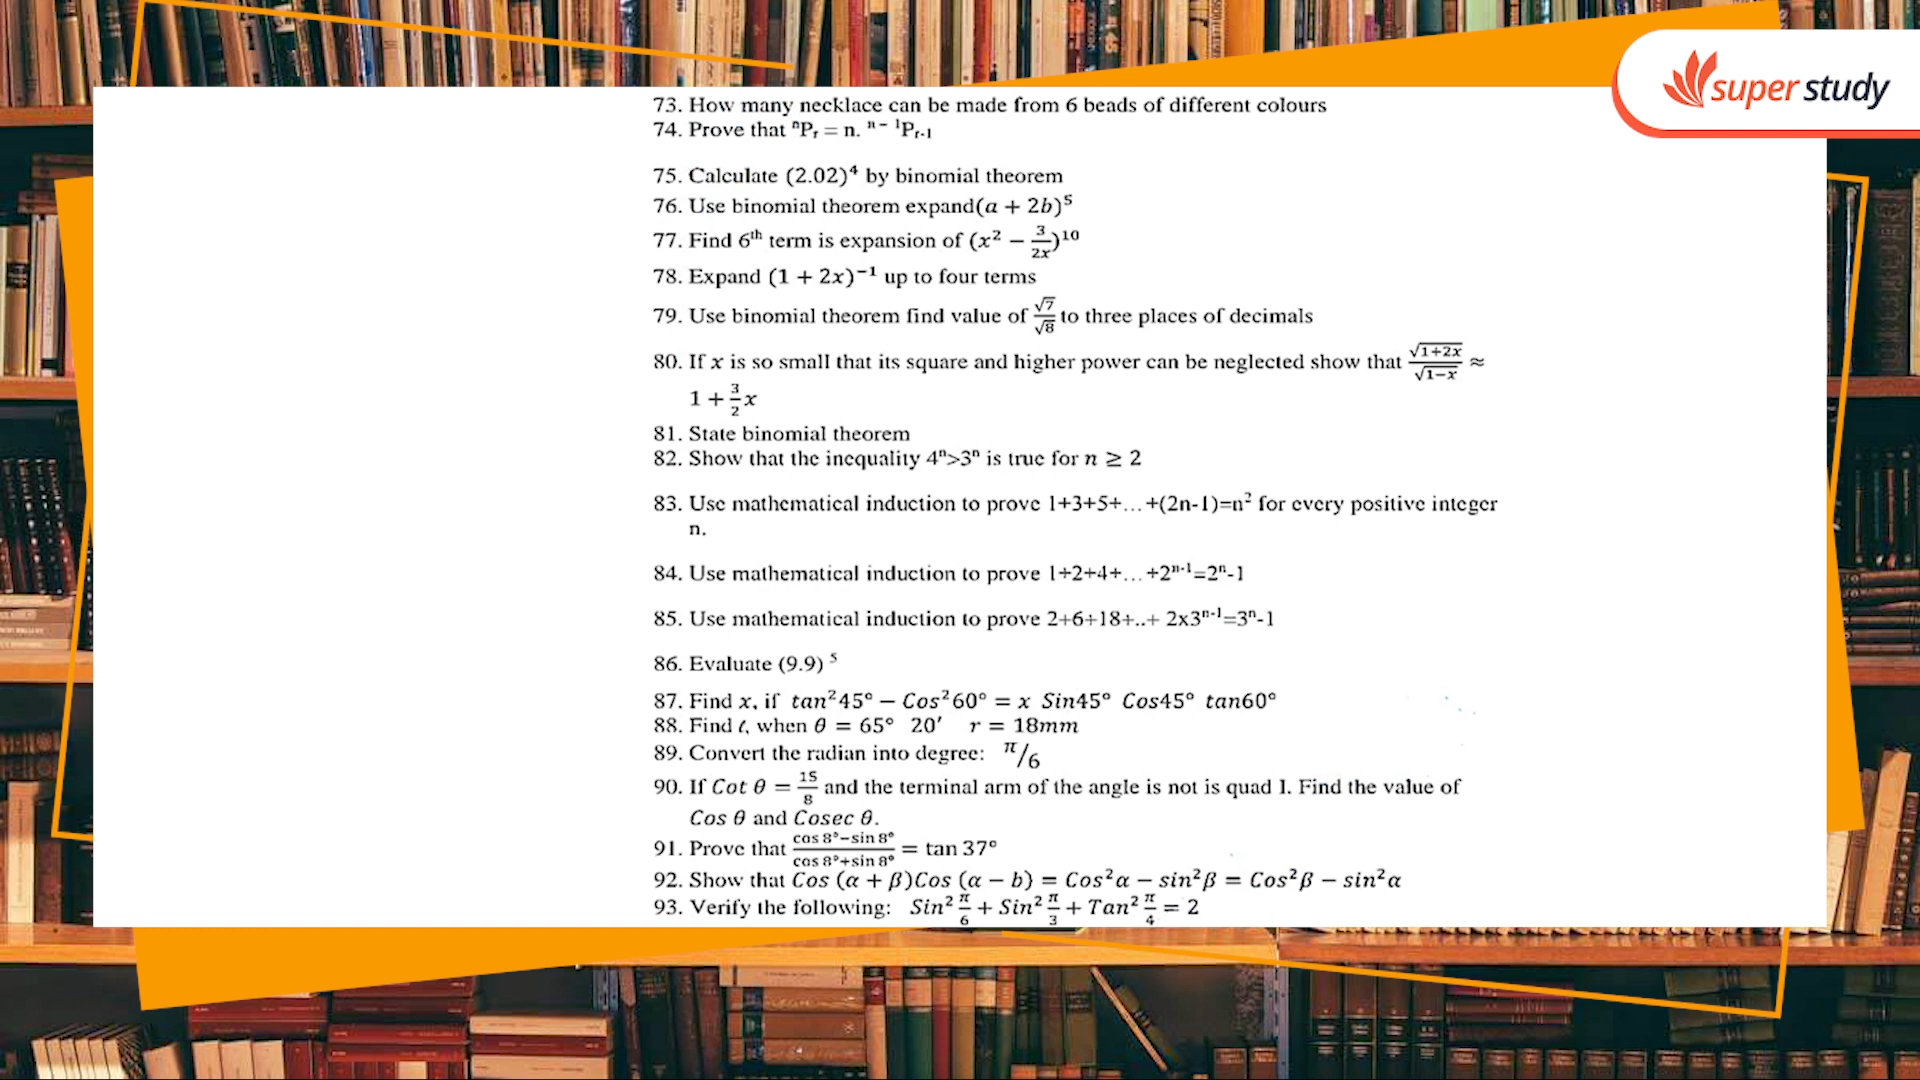 super study
73. How many necklace can be made from 6 beads of different colours
74. Prove that ⁿPᵣ = n. ⁿ⁻¹Pᵣ₋₁
75. Calculate (2.02)⁴ by binomial theorem
76. Use binomial theorem expand(a + 2b)⁵
77. Find 6ᵗʰ term is expansion of (x² − 3/2x)¹⁰
78. Expand (1 + 2x)⁻¹ up to four terms
79. Use binomial theorem find value of √7/√8 to three places of decimals
80. If x is so small that its square and higher power can be neglected show that √1+2x/√1−x ≈
1 + 3/2 x
81. State binomial theorem
82. Show that the inequality 4ⁿ>3ⁿ is true for n ≥ 2
83. Use mathematical induction to prove 1+3+5+…+(2n-1)=n² for every positive integer
n.
84. Use mathematical induction to prove 1+2+4+…+2ⁿ⁻¹=2ⁿ-1
85. Use mathematical induction to prove 2+6+18+..+ 2x3ⁿ⁻¹=3ⁿ-1
86. Evaluate (9.9) ⁵
87. Find x, if tan²45° − Cos²60° = x Sin45° Cos45° tan60°
88. Find ℓ, when θ = 65° 20′ r = 18mm
89. Convert the radian into degree: π/6
90. If Cot θ = 15/8 and the terminal arm of the angle is not is quad I. Find the value of
Cos θ and Cosec θ.
91. Prove that cos 8°−sin 8°/cos 8°+sin 8° = tan 37°
92. Show that Cos (α + β)Cos (α − b) = Cos²α − sin²β = Cos²β − sin²α
93. Verify the following: Sin² π/6 + Sin² π/3 + Tan² π/4 = 2